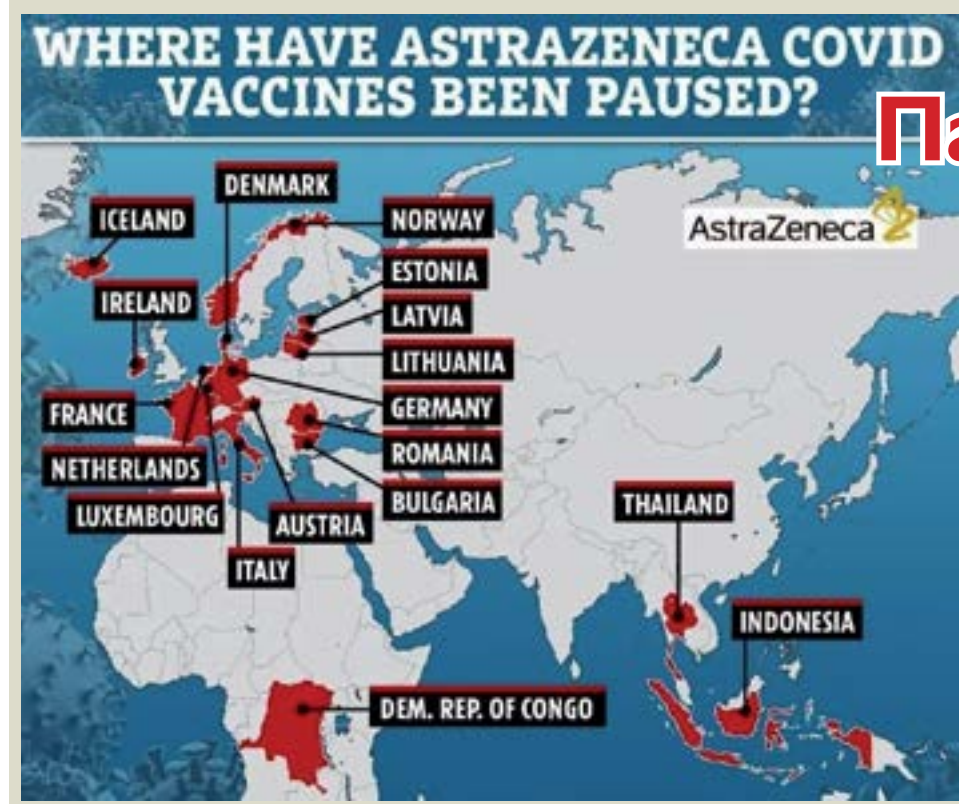 WHERE HAVE ASTRAZENECA COVID
VACCINES BEEN PAUSED?
Па
DENMARK
ICELAND
NORWAY
AstraZeneca
ESTONIA
IRELAND
LATVIA
LITHUANIA
FRANCE
GERMANY
ROMANIA
NETHERLANDS
BULGARIA
THAILAND
LUXEMBOURG
AUSTRIA
ITALY
INDONESIA
DEM. REP. OF CONGO